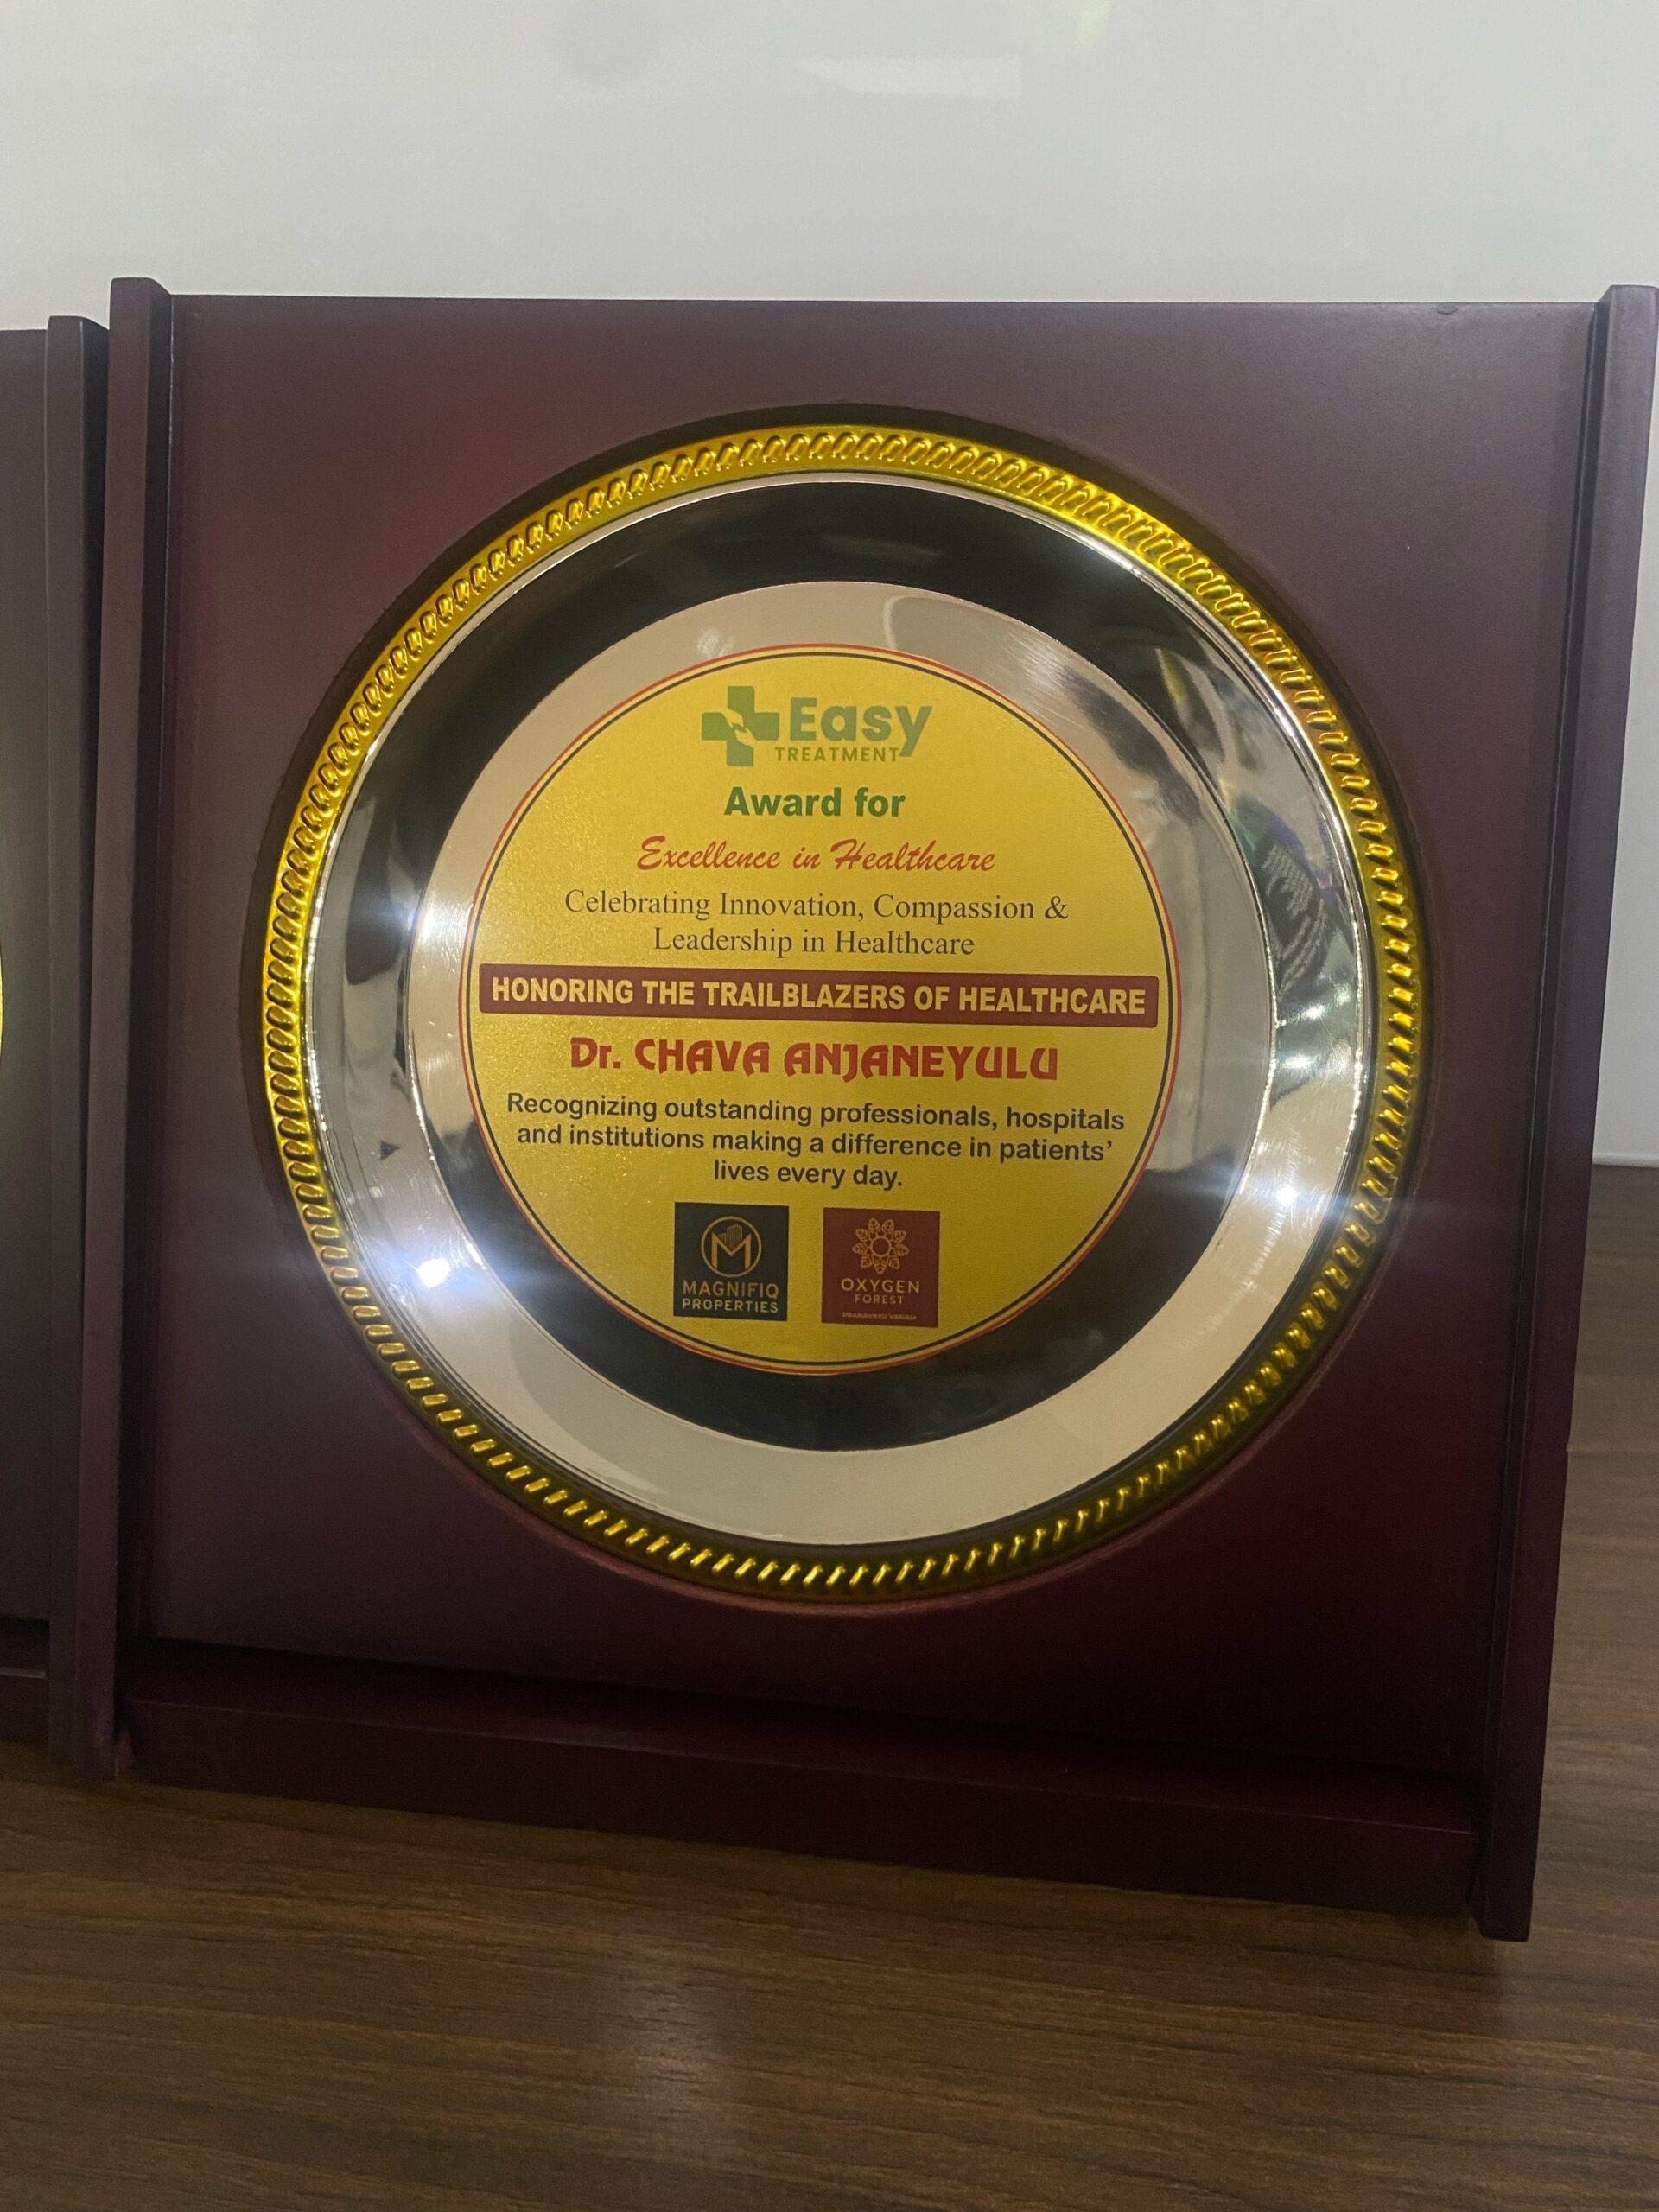 Easy
TREATMENT
Award for
Excellence in Healthcare
Celebrating Innovation, Compassion &
Leadership in Healthcare
HONORING THE TRAILBLAZERS OF HEALTHCARE
Dr. CHAVA ANJANEYULU
Recognizing outstanding professionals, hospitals
and institutions making a difference in patients'
lives every day.
MAGNIFIQ
PROPERTIES
OXYGEN
FOREST
PRANAVAYU VANAM